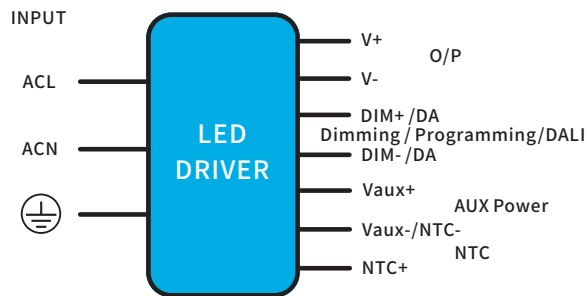 INPUT
ACL
ACN
LED
DRIVER
V+
O/P
V-
DIM+ /DA
Dimming / Programming/DALI
DIM- /DA
Vaux+
AUX Power
Vaux-/NTC-
NTC
NTC+